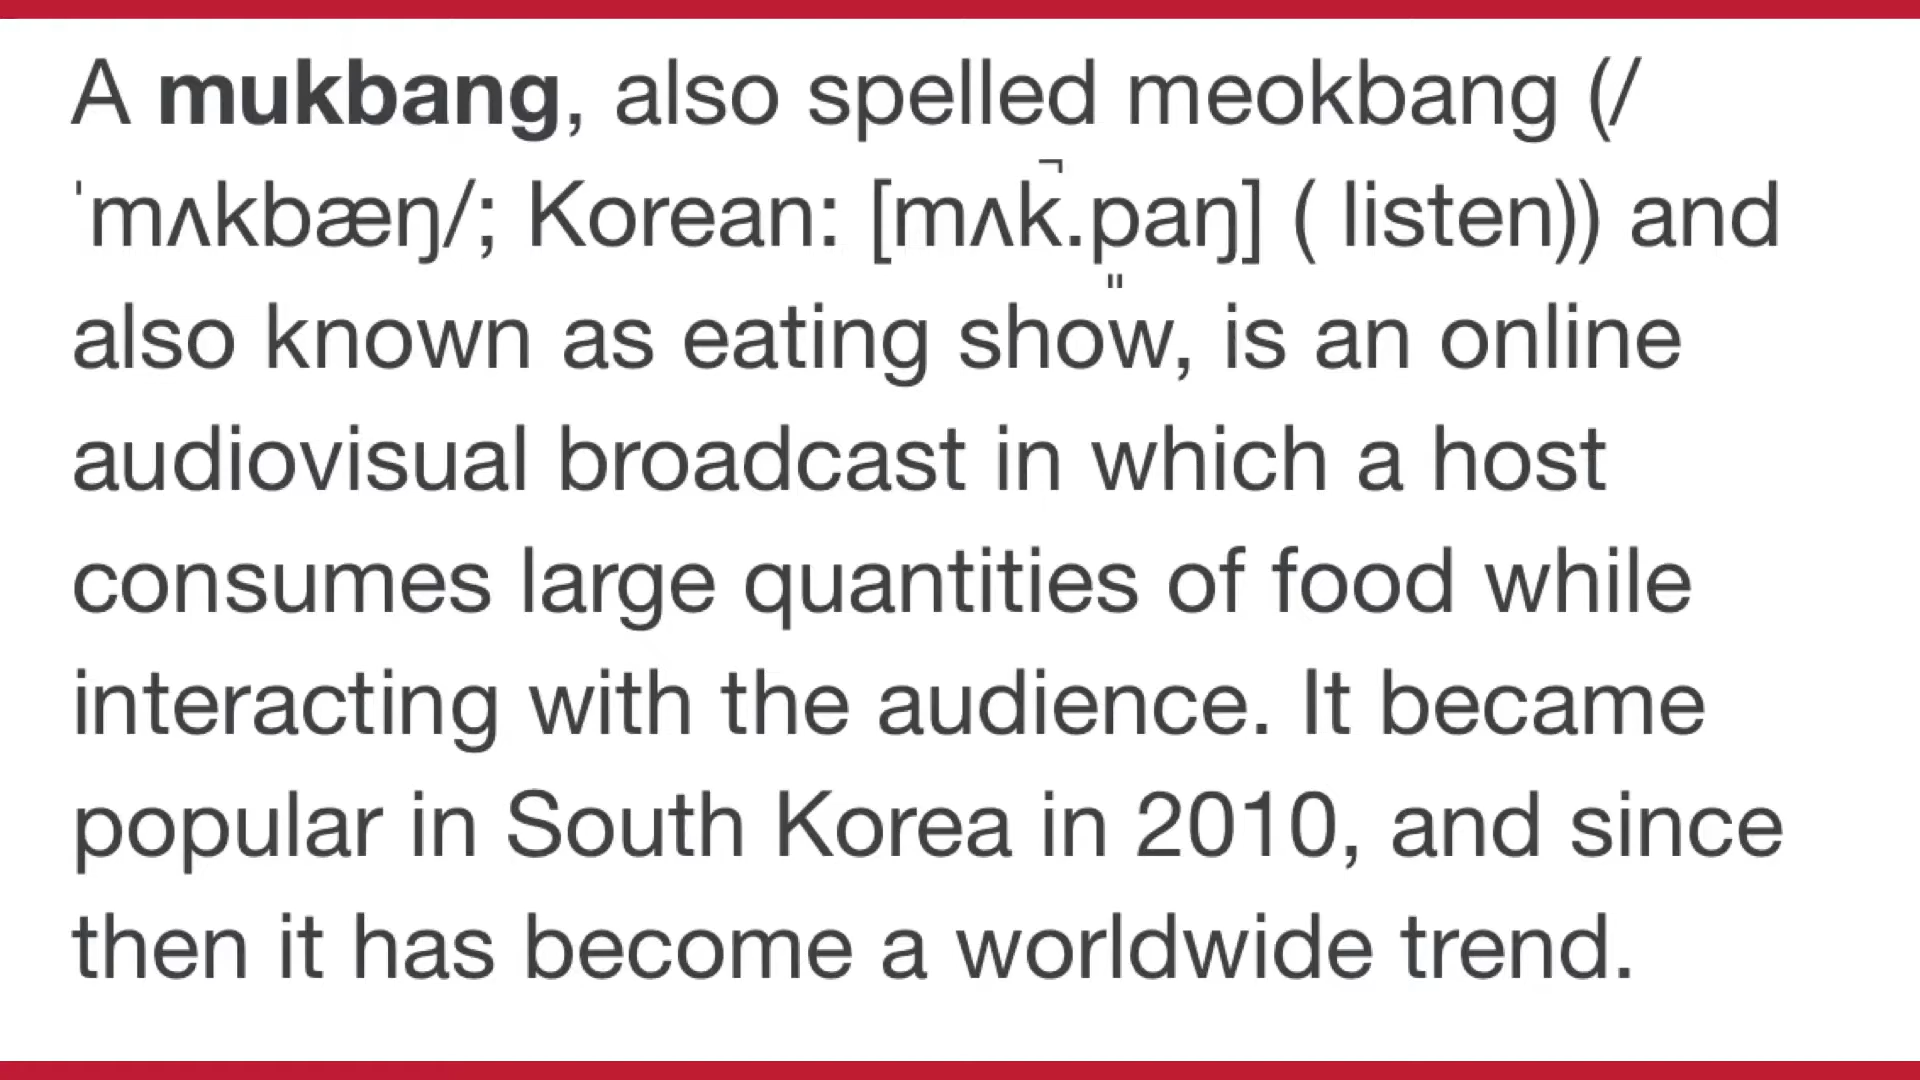 A mukbang, also spelled meokbang (/
ˈmʌkbæŋ/; Korean: [mʌk̚.p͈aŋ] ( listen)) and
also known as eating show, is an online
audiovisual broadcast in which a host
consumes large quantities of food while
interacting with the audience. It became
popular in South Korea in 2010, and since
then it has become a worldwide trend.